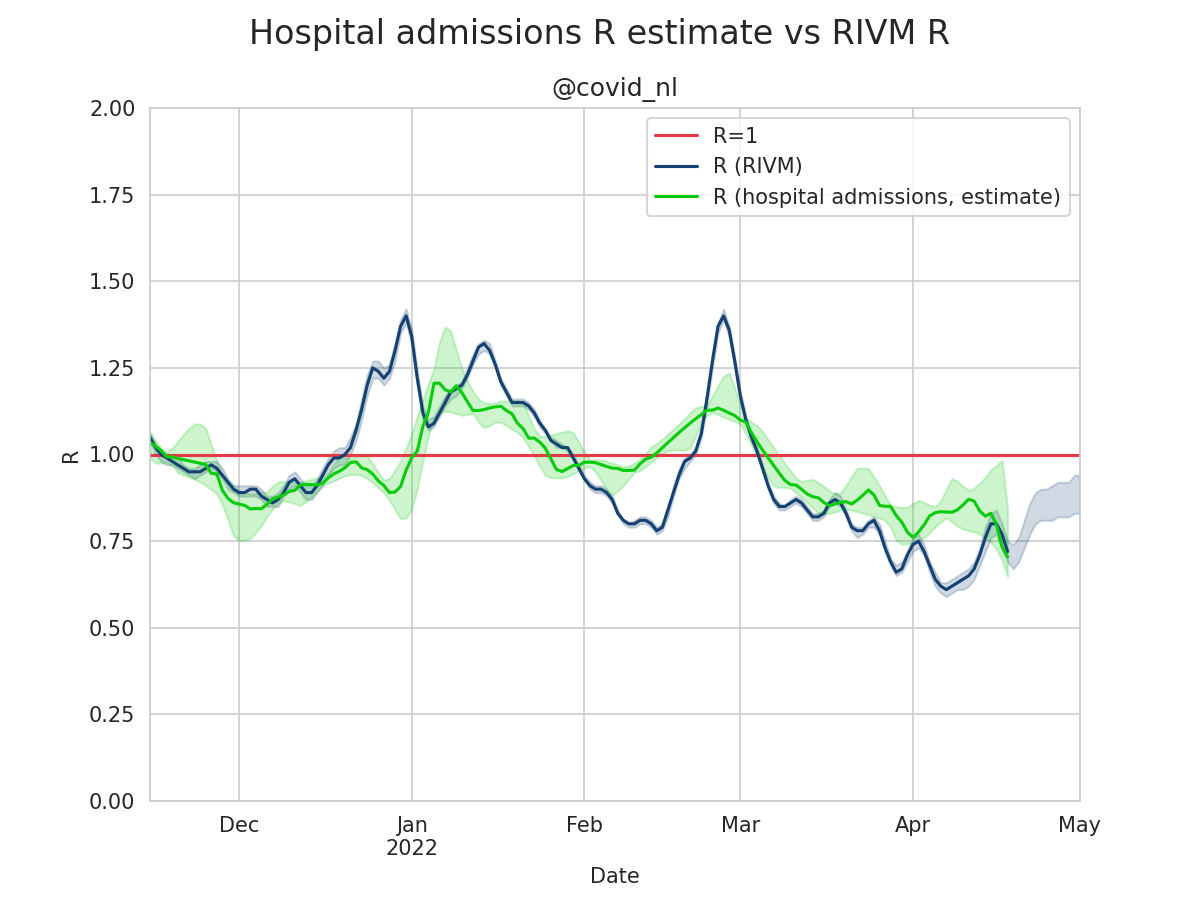 Hospital admissions R estimate vs RIVM R
@covid_nl
R=1
R (RIVM)
R (hospital admissions, estimate)
2.00
1.75
1.50
1.25
1.00
0.75
0.50
0.25
0.00
R
Dec
Jan
2022
Feb
Mar
Apr
May
Date